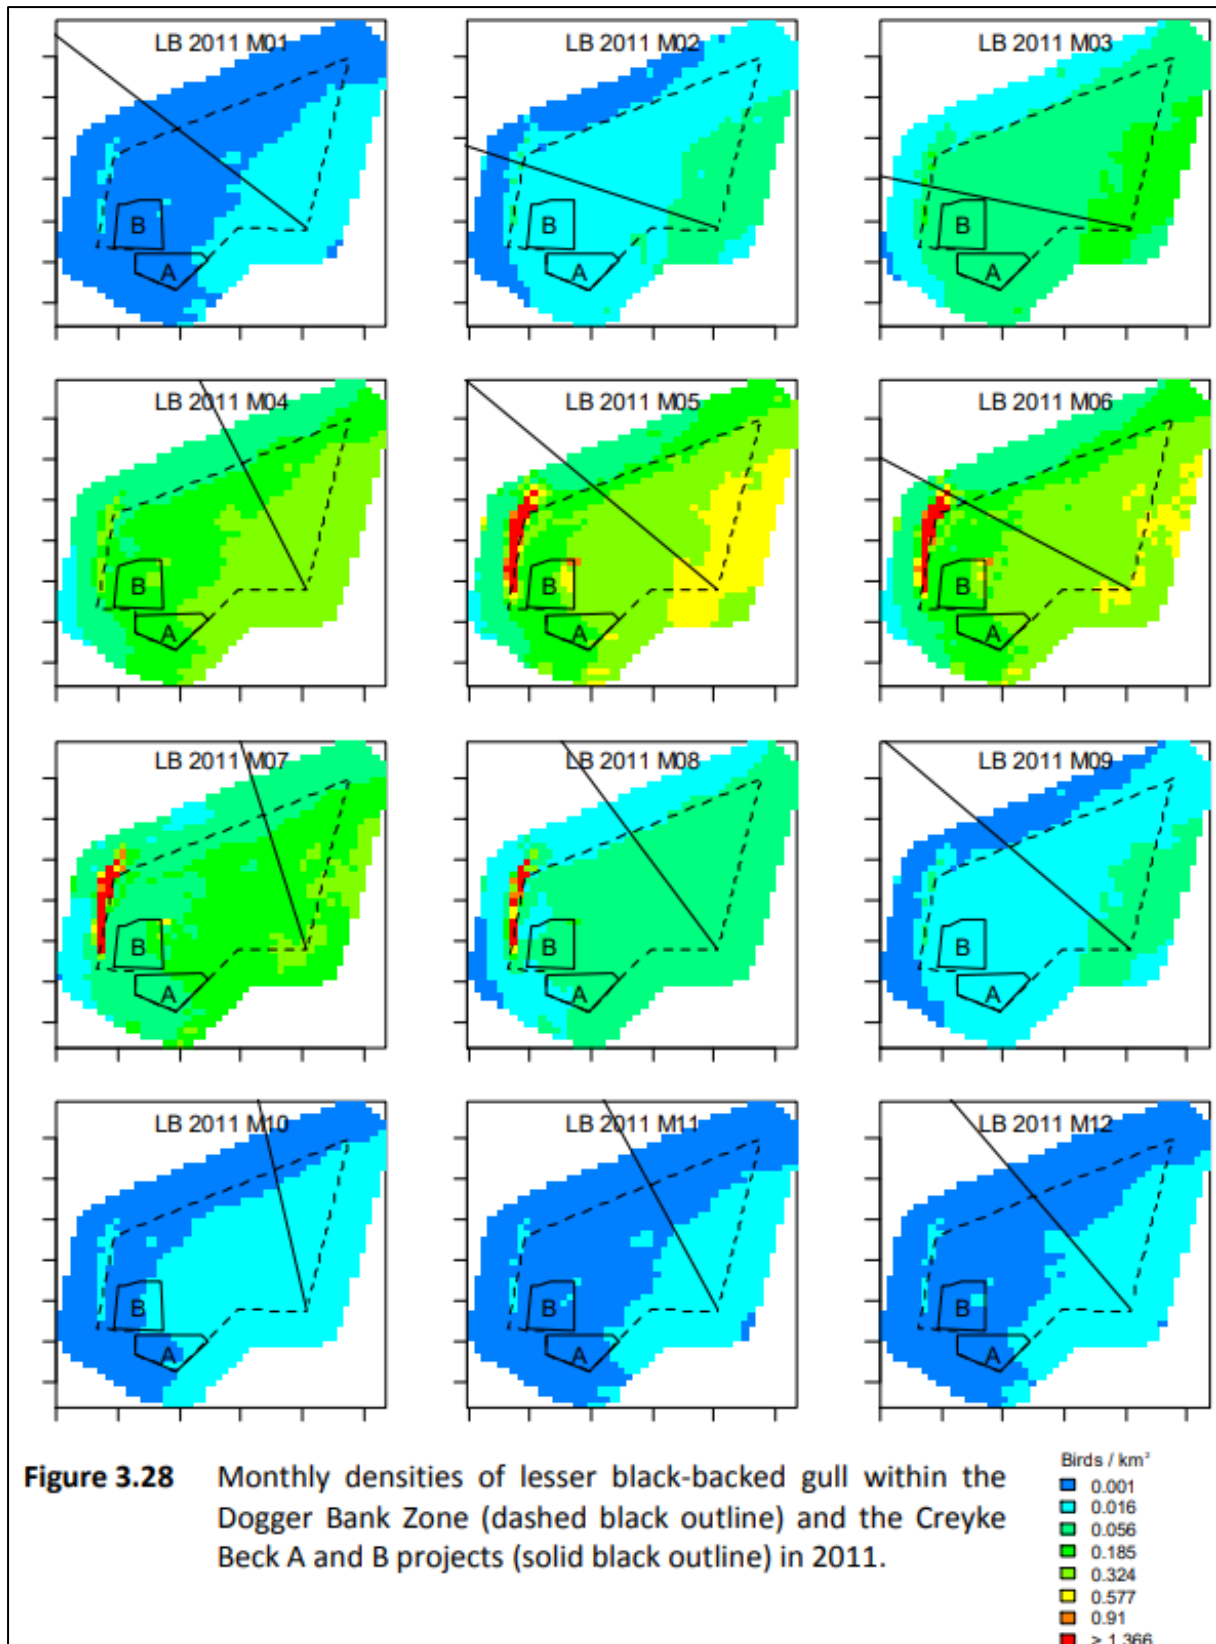 LB 2011 M01
LB 2011 M02
LB 2011 M03
B
A
B
A
B
A
LB 2011 M04
LB 2011 M05
LB 2011 M06
B
A
B
A
B
A
LB 2011 M07
LB 2011 M08
LB 2011 M09
B
A
B
A
B
A
LB 2011 M10
LB 2011 M11
LB 2011 M12
B
A
B
A
B
A
Figure 3.28 Monthly densities of lesser black-backed gull within the
Dogger Bank Zone (dashed black outline) and the Creyke
Beck A and B projects (solid black outline) in 2011.
Birds / km²
0.001
0.016
0.056
0.185
0.324
0.577
0.91
≥ 1.366